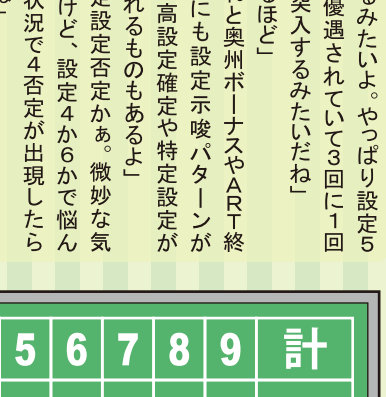 るみたいよ。やっぱり設定5
優遇されていて3回に1回
突入するみたいだね」
るほど」
んと奥州ボーナスやART終
にも設定示唆パターンが
高設定確定や特定設定が
れるものもあるよ」
定設定否定かぁ。微妙な気
けど、設定4か6かで悩ん
状況で4否定が出現したら
5 6 7 8 9 計